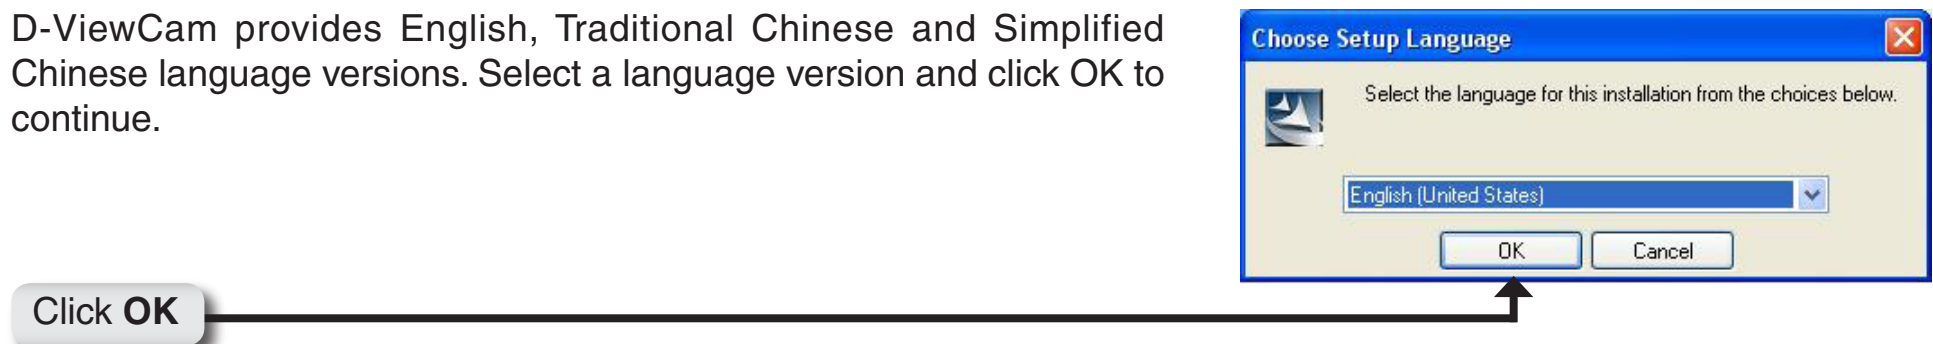 D-ViewCam provides English, Traditional Chinese and Simplified
Chinese language versions. Select a language version and click OK to
continue.
Choose Setup Language
Select the language for this installation from the choices below.
English (United States)
OK
Cancel
Click OK